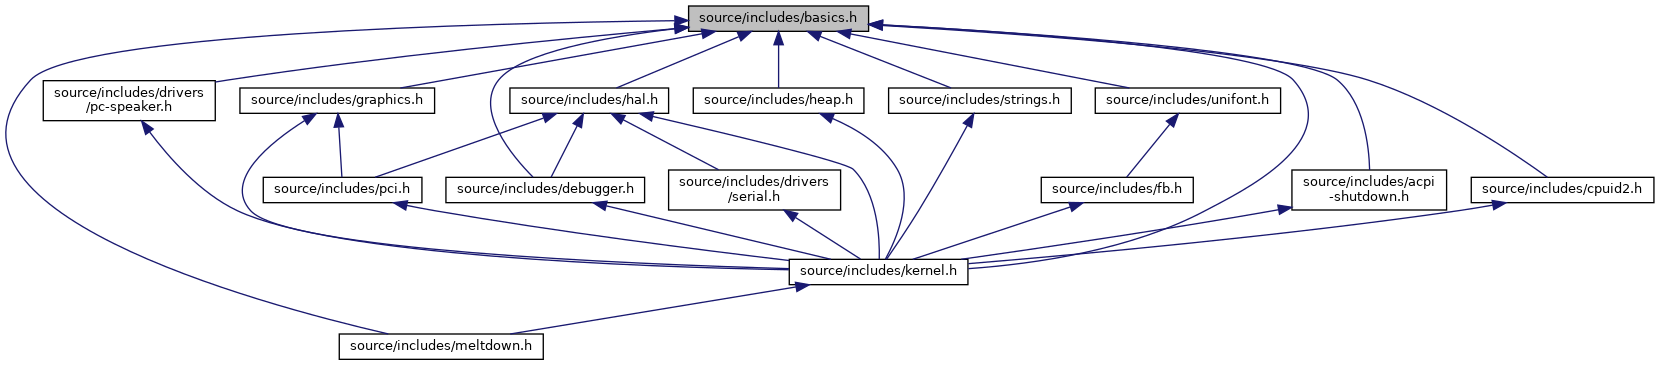 source/includes/basics.h
source/includes/drivers
/pc-speaker.h
source/includes/graphics.h
source/includes/hal.h
source/includes/heap.h
source/includes/strings.h
source/includes/unifont.h
source/includes/pci.h
source/includes/debugger.h
source/includes/drivers
/serial.h
source/includes/fb.h
source/includes/acpi
-shutdown.h
source/includes/cpuid2.h
source/includes/kernel.h
source/includes/meltdown.h